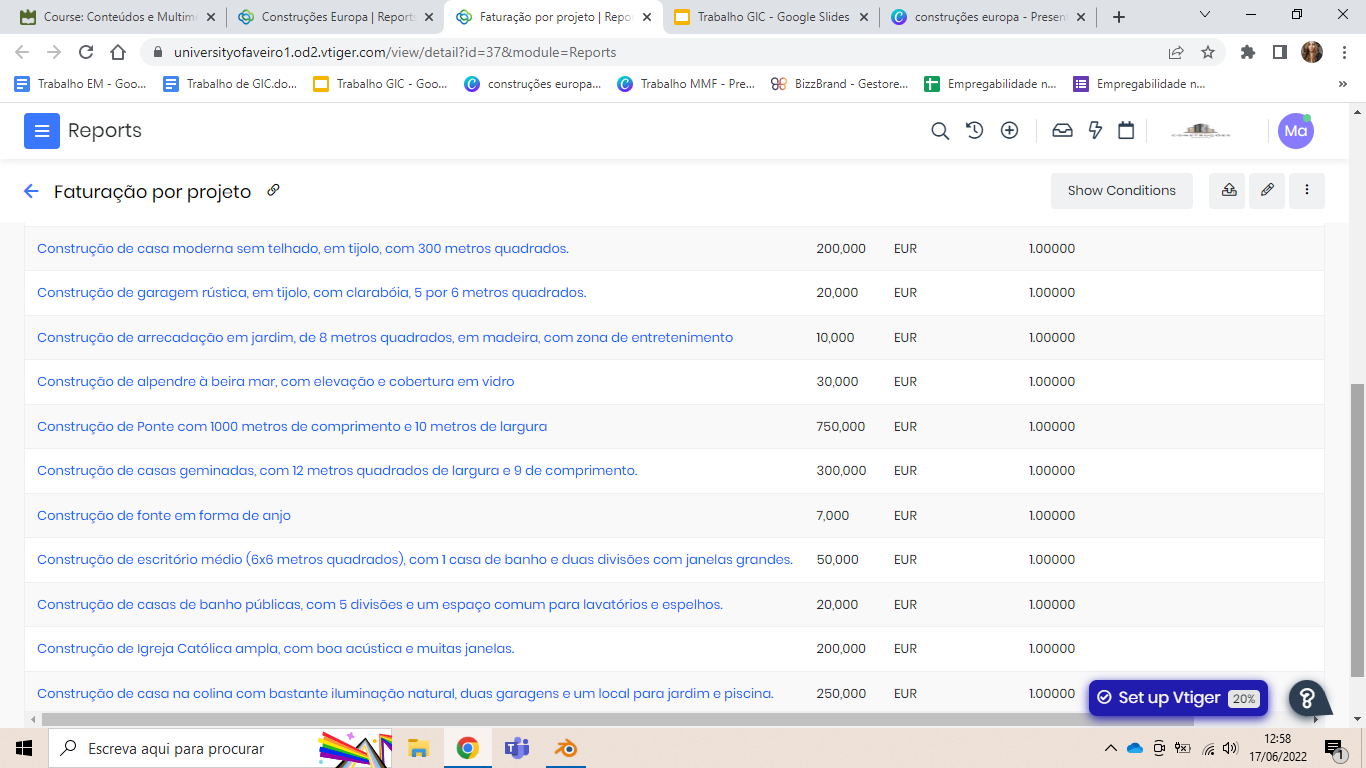 Course: Conteúdos e Multim
Construções Europa | Report
Faturação por projeto | Repo
Trabalho GIC - Google Slides
construções europa - Present
universityofaveiro1.od2.vtiger.com/view/detail?id=37&module=Reports
Trabalho EM - Goo...
Trabalho de GIC.do...
Trabalho GIC - Goo...
construções europa...
Trabalho MMF - Pre...
BizzBrand - Gestore...
Empregabilidade n...
Empregabilidade n...
Reports
CONSTRUÇÕES
Ma
Faturação por projeto
Show Conditions
Construção de casa moderna sem telhado, em tijolo, com 300 metros quadrados. 200,000 EUR 1.00000
Construção de garagem rústica, em tijolo, com clarabóia, 5 por 6 metros quadrados. 20,000 EUR 1.00000
Construção de arrecadação em jardim, de 8 metros quadrados, em madeira, com zona de entretenimento 10,000 EUR 1.00000
Construção de alpendre à beira mar, com elevação e cobertura em vidro 30,000 EUR 1.00000
Construção de Ponte com 1000 metros de comprimento e 10 metros de largura 750,000 EUR 1.00000
Construção de casas geminadas, com 12 metros quadrados de largura e 9 de comprimento. 300,000 EUR 1.00000
Construção de fonte em forma de anjo 7,000 EUR 1.00000
Construção de escritório médio (6x6 metros quadrados), com 1 casa de banho e duas divisões com janelas grandes. 50,000 EUR 1.00000
Construção de casas de banho públicas, com 5 divisões e um espaço comum para lavatórios e espelhos. 20,000 EUR 1.00000
Construção de Igreja Católica ampla, com boa acústica e muitas janelas. 200,000 EUR 1.00000
Construção de casa na colina com bastante iluminação natural, duas garagens e um local para jardim e piscina. 250,000 EUR 1.00000
Set up Vtiger 20%
?
Escreva aqui para procurar
12:58
17/06/2022
1